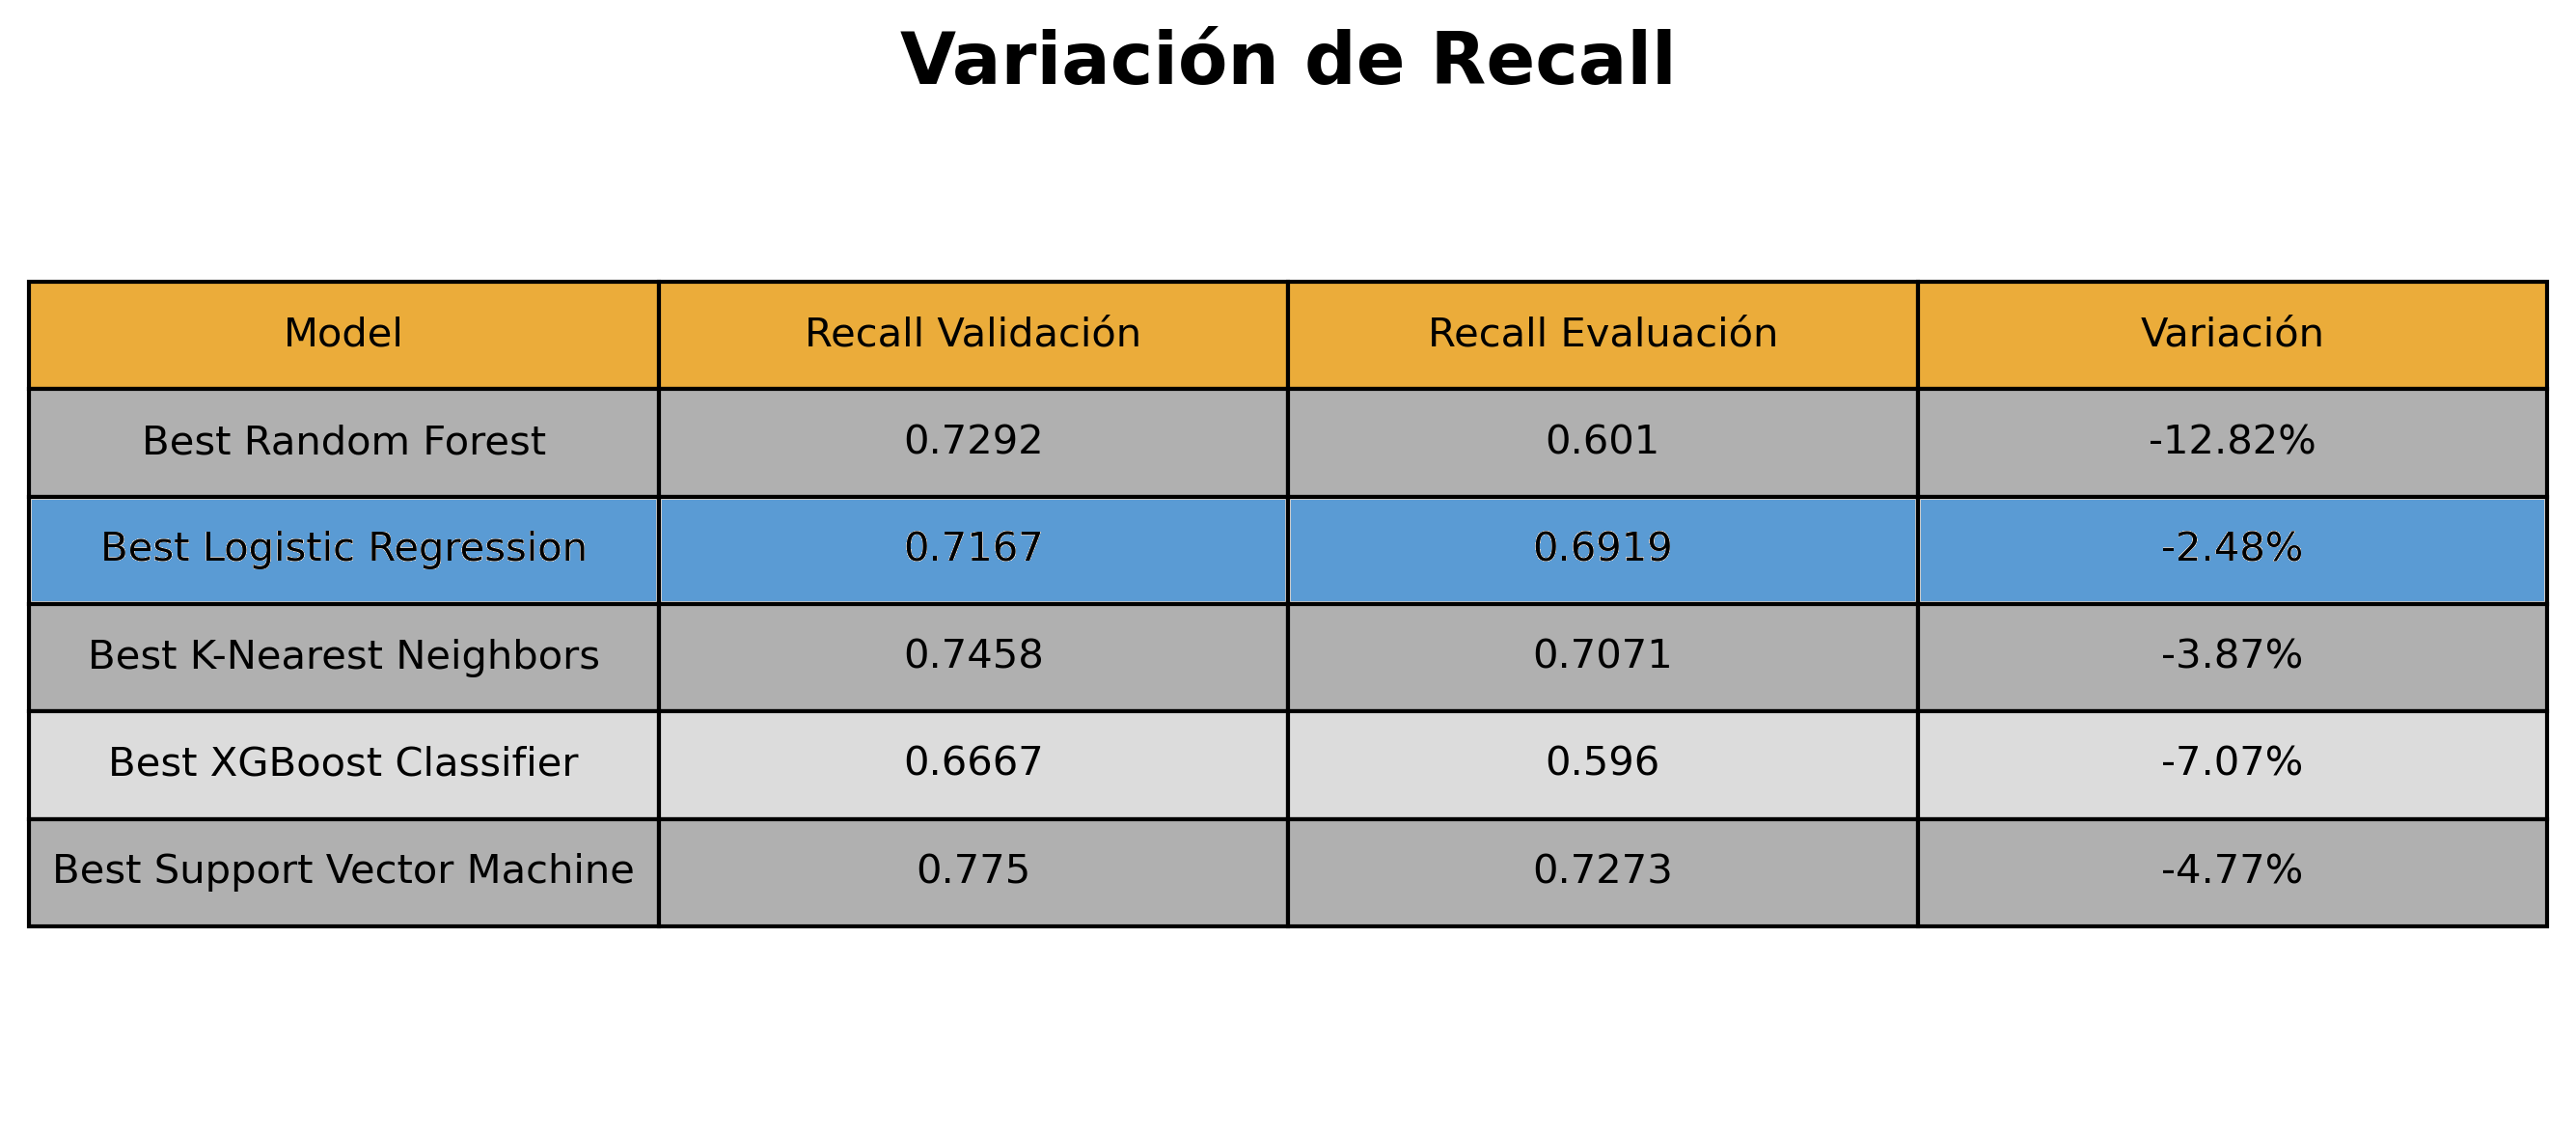 Variación de Recall
Model Recall Validación Recall Evaluación Variación
Best Random Forest 0.7292 0.601 -12.82%
Best Logistic Regression 0.7167 0.6919 -2.48%
Best K-Nearest Neighbors 0.7458 0.7071 -3.87%
Best XGBoost Classifier 0.6667 0.596 -7.07%
Best Support Vector Machine 0.775 0.7273 -4.77%